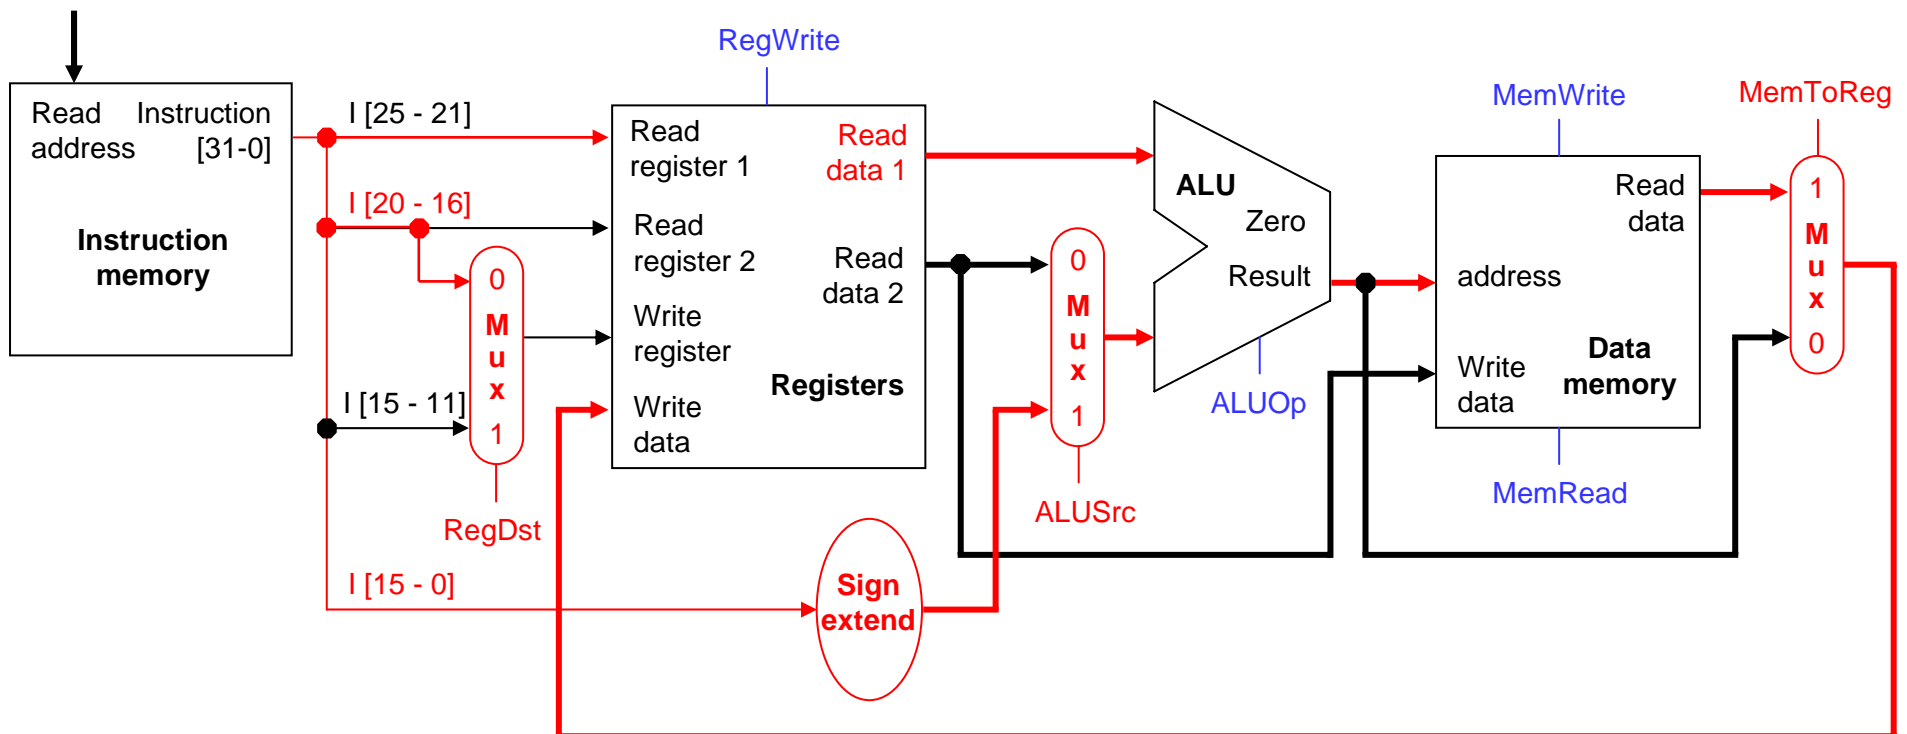 RegWrite
MemWrite
MemToReg
Read Instruction
address [31-0]
Instruction
memory
I [25 - 21]
I [20 - 16]
I [15 - 11]
I [15 - 0]
0
M
u
x
1
RegDst
Read
register 1
Read
data 1
Read
register 2
Read
data 2
Write
register
Registers
Write
data
Sign
extend
0
M
u
x
1
ALUSrc
ALU
Zero
Result
ALUOp
Read
data
address
Data
memory
Write
data
MemRead
1
M
u
x
0